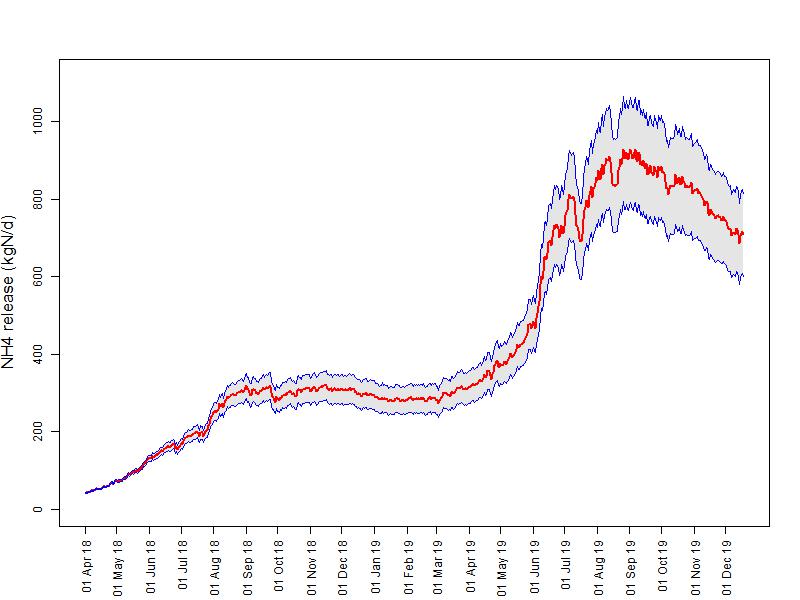 NH4 release (kgN/d)
1000
800
600
400
200
0
01 Apr 18
01 May 18
01 Jun 18
01 Jul 18
01 Aug 18
01 Sep 18
01 Oct 18
01 Nov 18
01 Dec 18
01 Jan 19
01 Feb 19
01 Mar 19
01 Apr 19
01 May 19
01 Jun 19
01 Jul 19
01 Aug 19
01 Sep 19
01 Oct 19
01 Nov 19
01 Dec 19